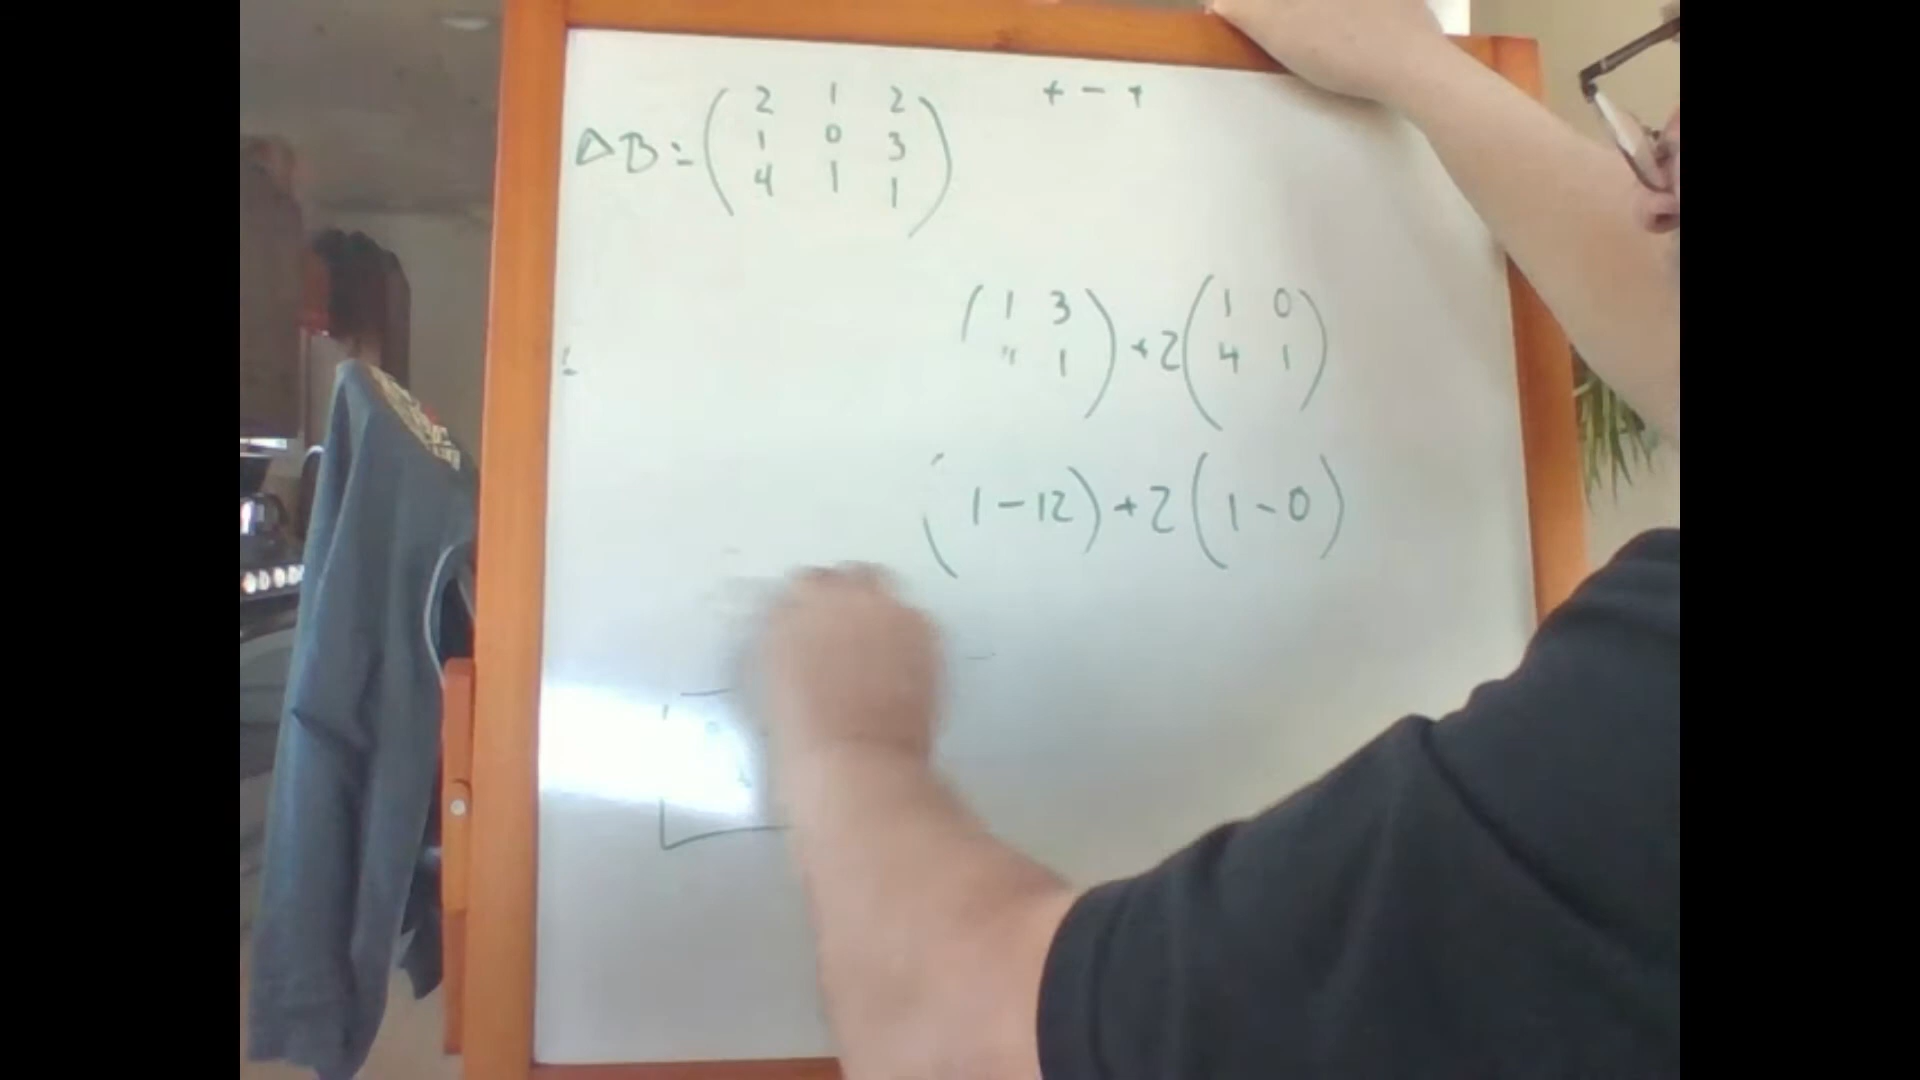 ΔB = ( 2 1 2 + - +
1 0 3
4 1 1 )
( 1 3 ) + 2 ( 1 0 )
1 4 1
( 1 - 12 ) + 2 ( 1 - 0 )